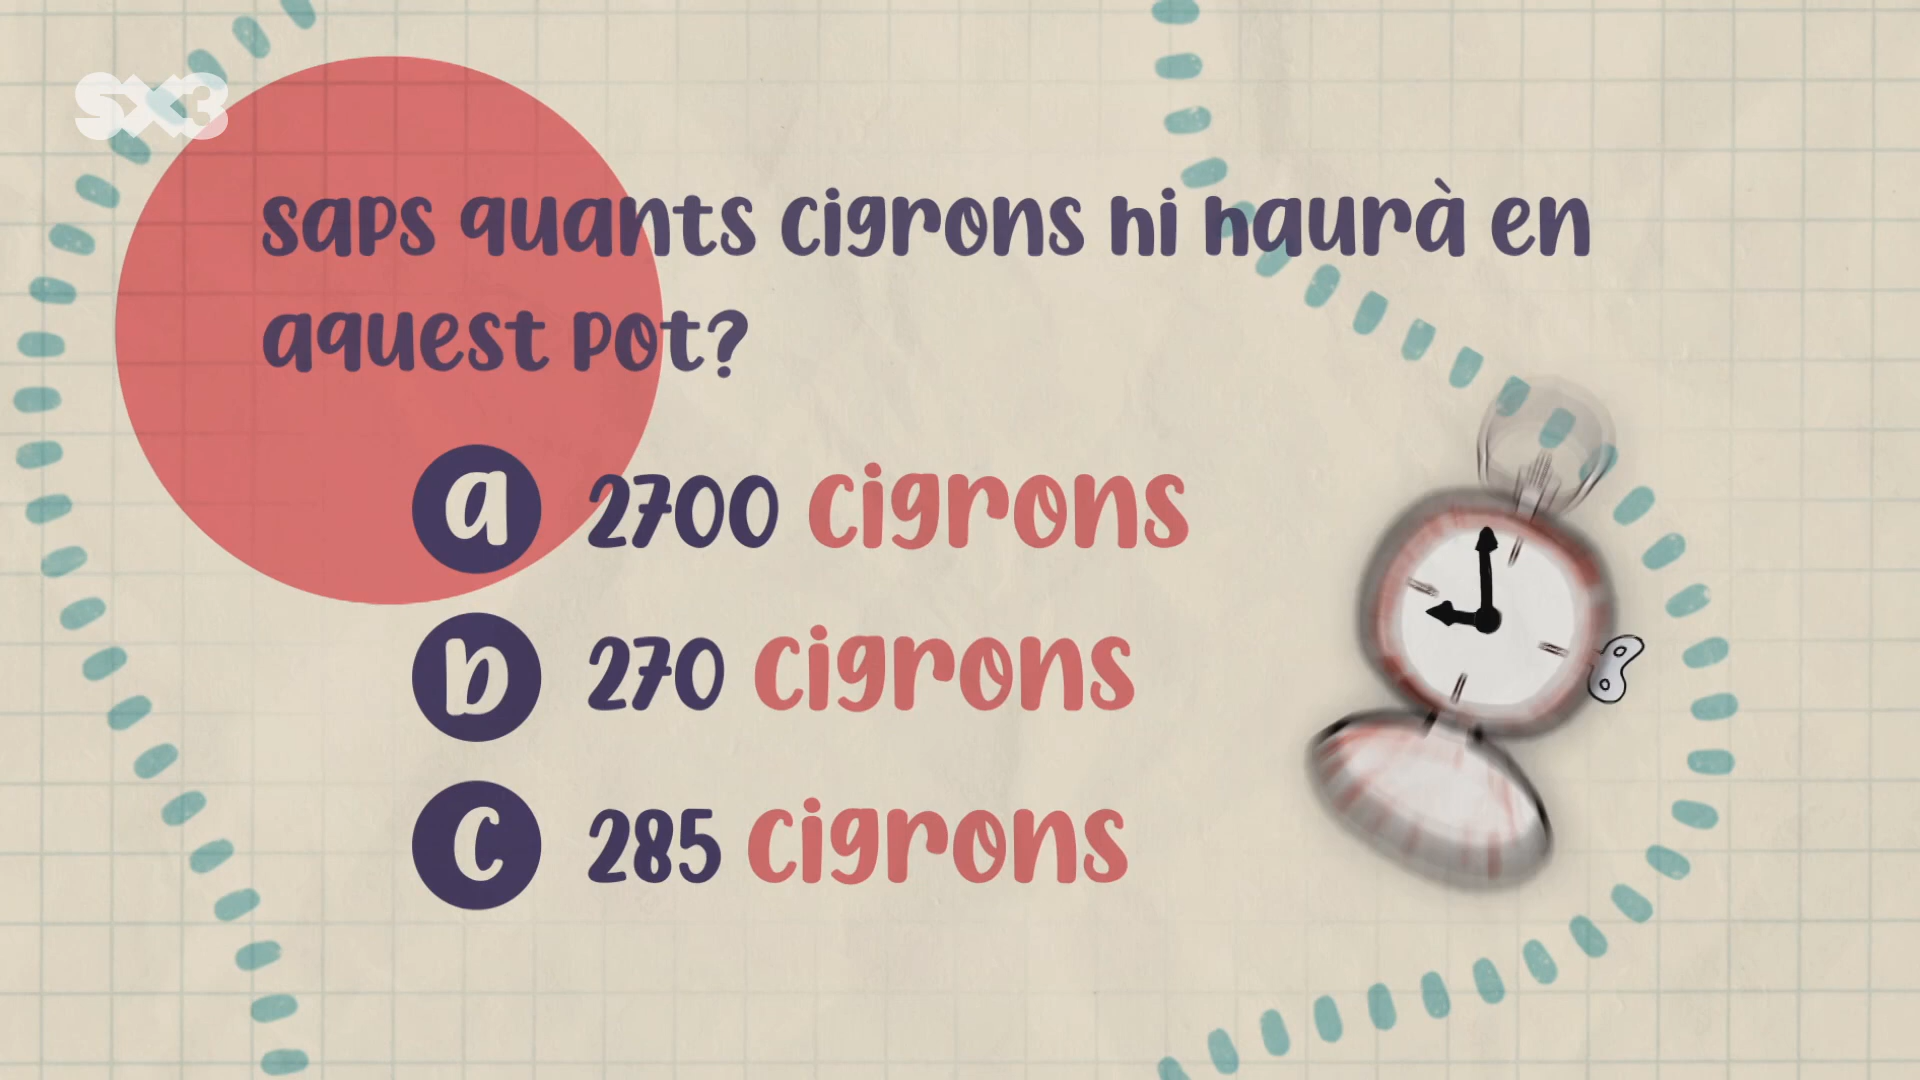 SX3
saps quants cigrons hi haurà en
aquest pot?
a 2700 cigrons
b 270 cigrons
c 285 cigrons